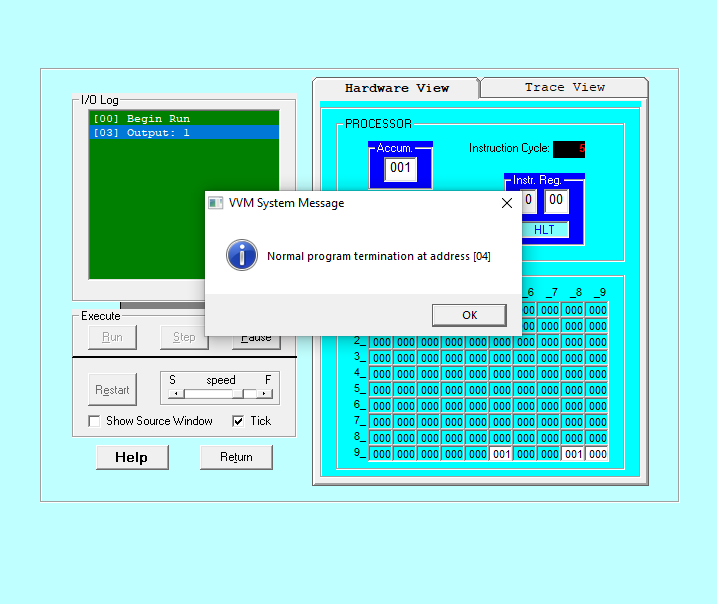 Hardware View
Trace View
I/O Log
[00] Begin Run
[03] Output: 1
PROCESSOR
Accum.
001
Instruction Cycle: 5
Instr. Reg.
0 00
HLT
VVM System Message
Normal program termination at address [04]
OK
Execute
Run Step Pause
Restart
S speed F
Show Source Window
Tick
Help
Return
_6 _7 _8 _9
000 000 000 000
000 000 000 000
2_ 000 000 000 000 000 000 000 000 000 000
3_ 000 000 000 000 000 000 000 000 000 000
4_ 000 000 000 000 000 000 000 000 000 000
5_ 000 000 000 000 000 000 000 000 000 000
6_ 000 000 000 000 000 000 000 000 000 000
7_ 000 000 000 000 000 000 000 000 000 000
8_ 000 000 000 000 000 000 000 000 000 000
9_ 000 000 000 000 000 001 000 000 001 000